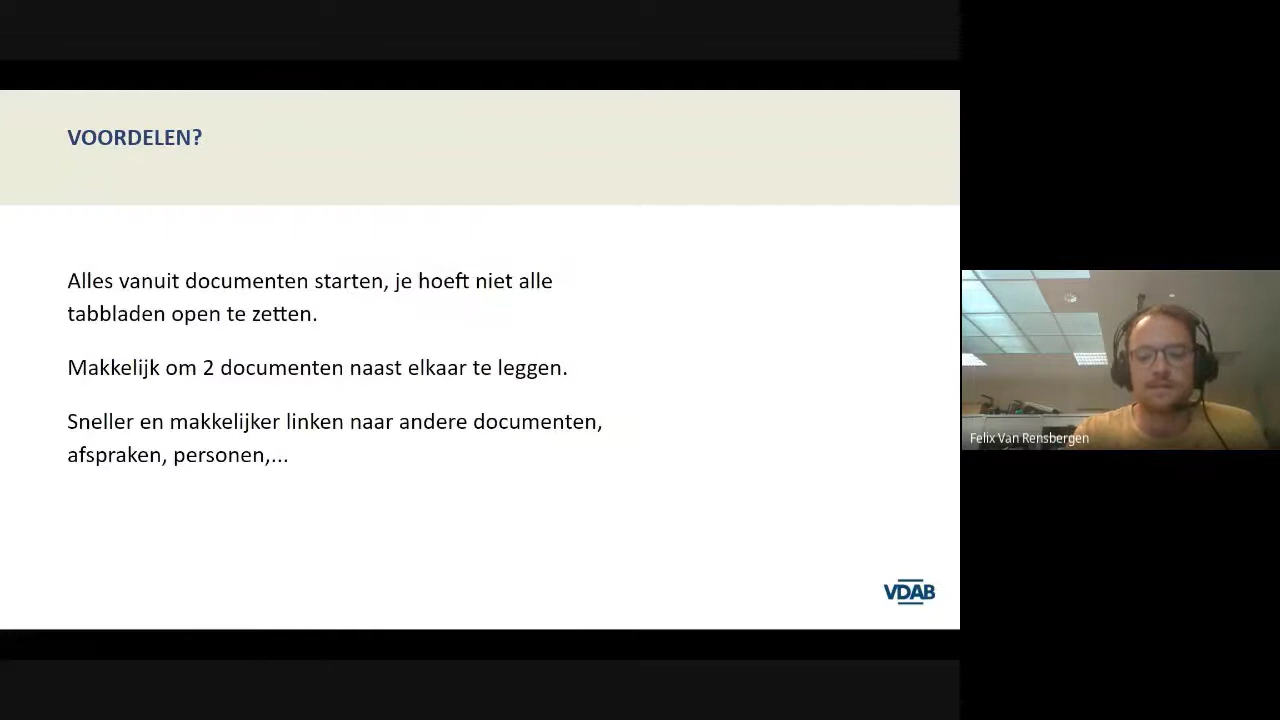 VOORDELEN?
Alles vanuit documenten starten, je hoeft niet alle
tabbladen open te zetten.
Makkelijk om 2 documenten naast elkaar te leggen.
Sneller en makkelijker linken naar andere documenten,
afspraken, personen,...
VDAB
Felix Van Rensbergen